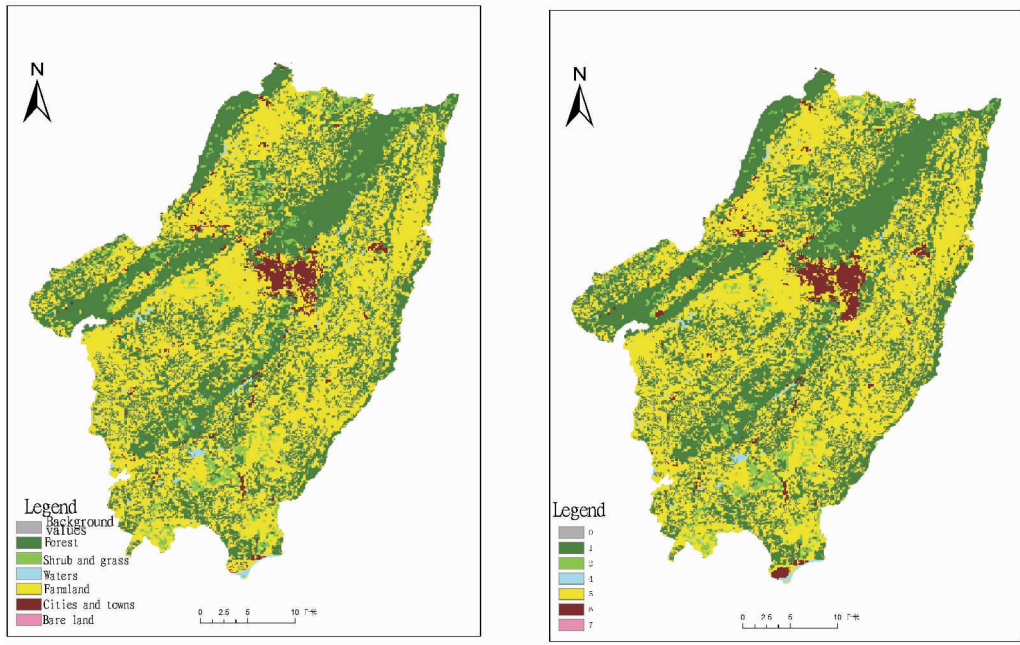 N
Legend
Background
values
Forest
Shrub and grass
Waters
Farmland
Cities and towns
Bare land
0 2.5 5 10
N
Legend
0
1
2
4
5
6
7
0 2.5 5 10